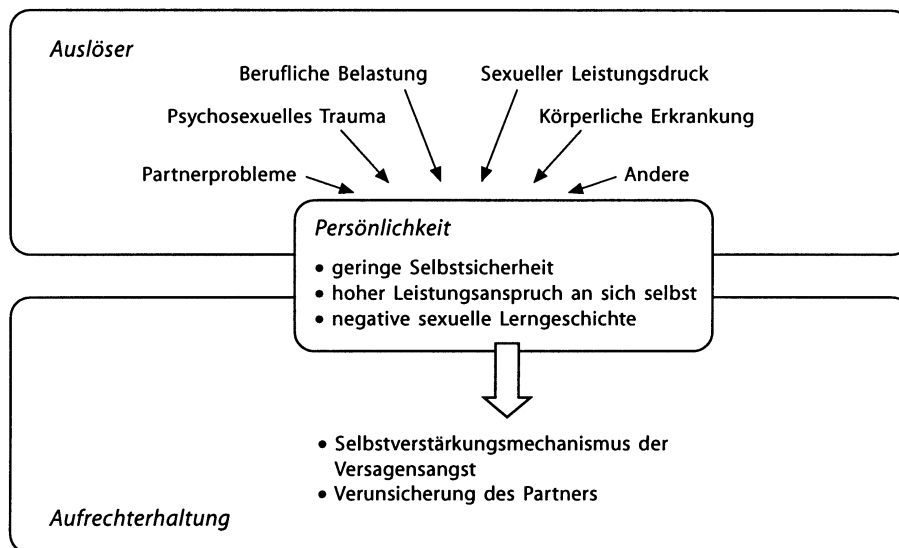 Auslöser
Berufliche Belastung
Sexueller Leistungsdruck
Psychosexuelles Trauma
Körperliche Erkrankung
Partnerprobleme
Andere
Persönlichkeit
• geringe Selbstsicherheit
• hoher Leistungsanspruch an sich selbst
• negative sexuelle Lerngeschichte
• Selbstverstärkungsmechanismus der
Versagensangst
• Verunsicherung des Partners
Aufrechterhaltung